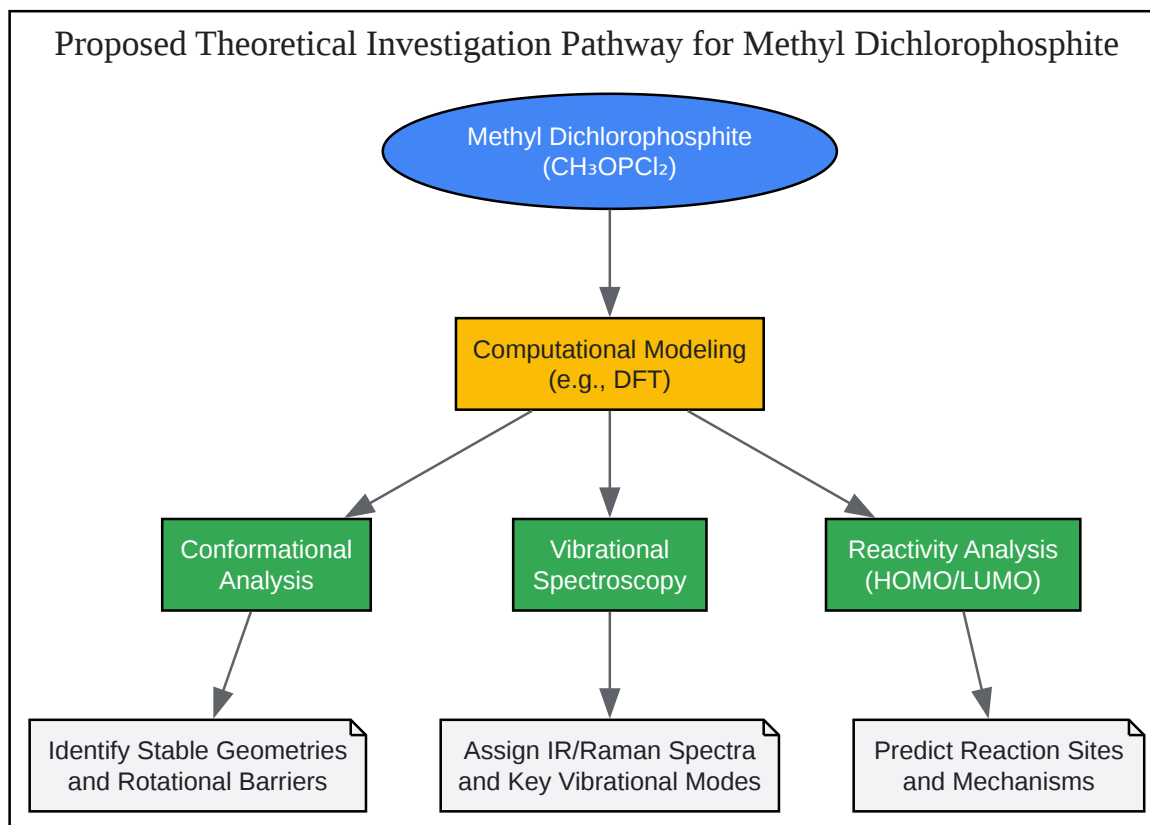 Proposed Theoretical Investigation Pathway for Methyl Dichlorophosphite
Methyl Dichlorophosphite
(CH₃OPCl₂)
Computational Modeling
(e.g., DFT)
Conformational
Analysis
Vibrational
Spectroscopy
Reactivity Analysis
(HOMO/LUMO)
Identify Stable Geometries
and Rotational Barriers
Assign IR/Raman Spectra
and Key Vibrational Modes
Predict Reaction Sites
and Mechanisms